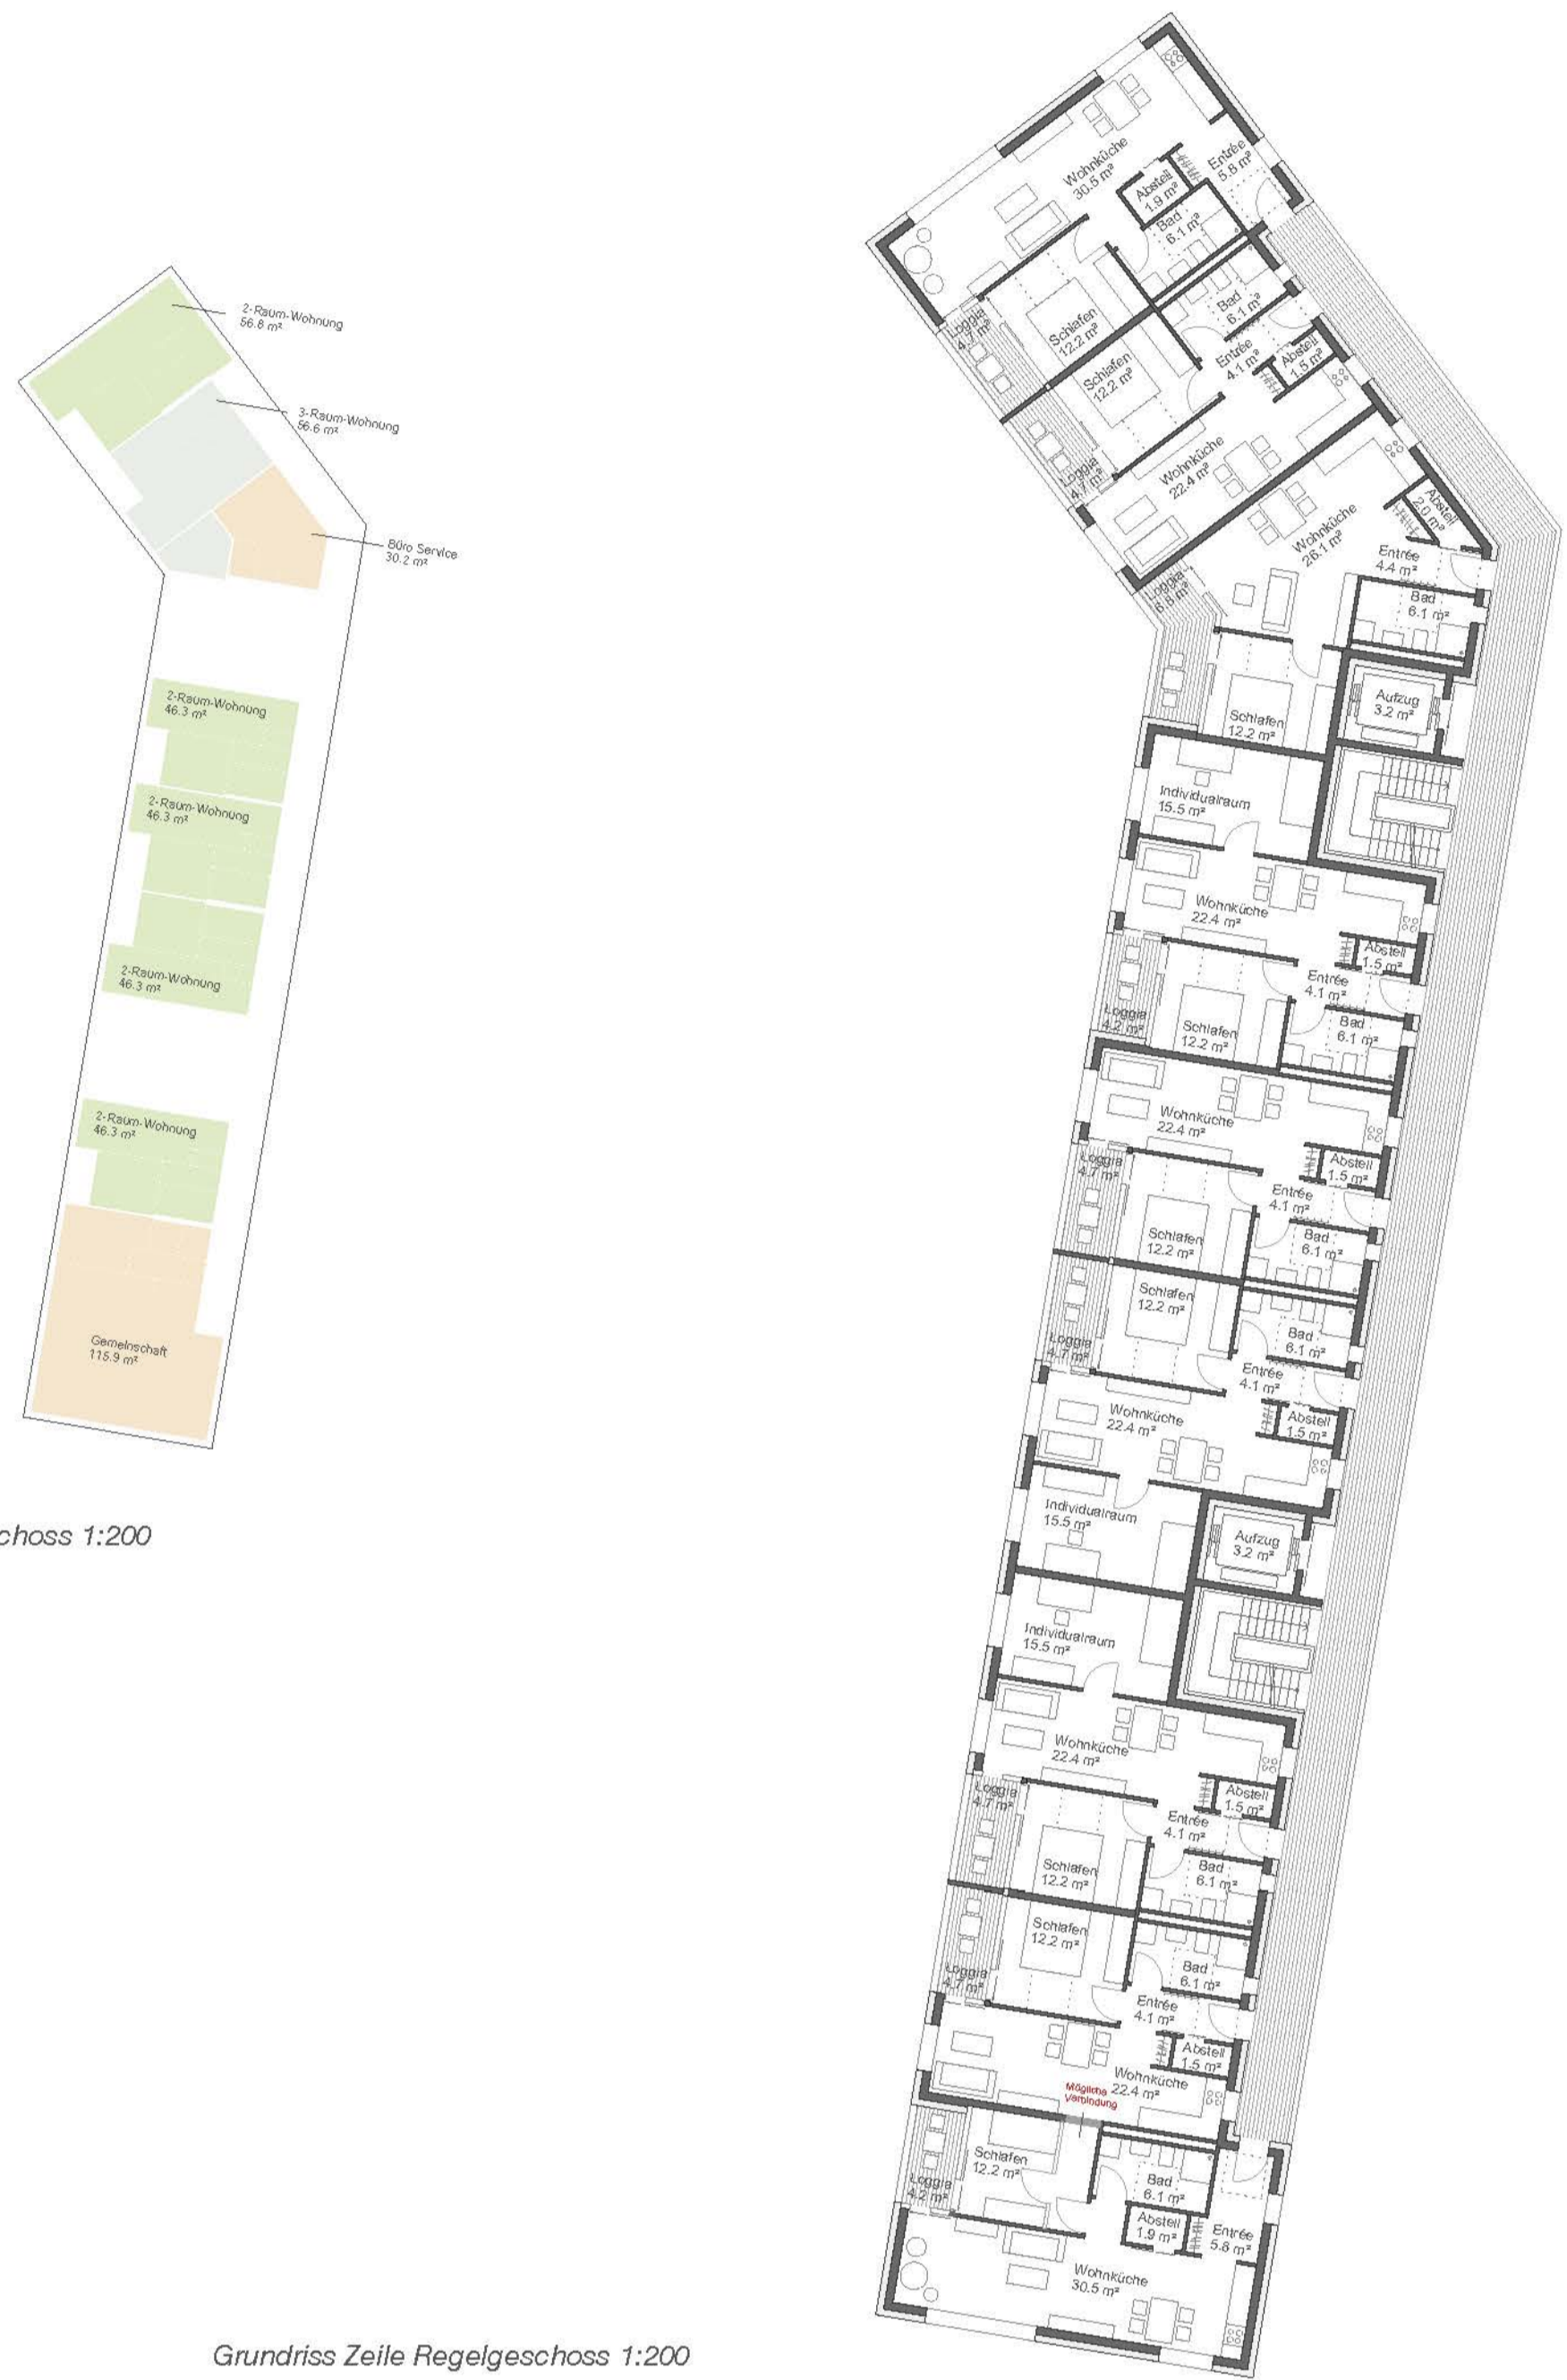 2-Raum-Wohnung
56.8 m²
3-Raum-Wohnung
56.6 m²
Büro Service
30.2 m²
2-Raum-Wohnung
46.3 m²
2-Raum-Wohnung
46.3 m²
2-Raum-Wohnung
46.3 m²
2-Raum-Wohnung
46.3 m²
Gemeinschaft
115.9 m²
choss 1:200
Wohnküche
30.5 m²
Entrée
5.8 m²
Abstell
1.9 m²
Bad
6.1 m²
Schlafen
12.2 m²
Loggia
4.7 m²
Bad
6.1 m²
Entrée
4.1 m²
Abstell
1.5 m²
Schlafen
12.2 m²
Loggia
4.7 m²
Wohnküche
22.4 m²
Wohnküche
26.1 m²
Abstell
2.0 m²
Entrée
4.4 m²
Bad
6.1 m²
Loggia
6.8 m²
Schlafen
12.2 m²
Aufzug
3.2 m²
Individualraum
15.5 m²
Wohnküche
22.4 m²
Abstell
1.5 m²
Entrée
4.1 m²
Loggia
4.2 m²
Schlafen
12.2 m²
Bad
6.1 m²
Wohnküche
22.4 m²
Abstell
1.5 m²
Loggia
4.7 m²
Entrée
4.1 m²
Schlafen
12.2 m²
Bad
6.1 m²
Schlafen
12.2 m²
Bad
6.1 m²
Loggia
4.7 m²
Entrée
4.1 m²
Wohnküche
22.4 m²
Abstell
1.5 m²
Individualraum
15.5 m²
Aufzug
3.2 m²
Individualraum
15.5 m²
Wohnküche
22.4 m²
Abstell
1.5 m²
Loggia
4.7 m²
Entrée
4.1 m²
Schlafen
12.2 m²
Bad
6.1 m²
Schlafen
12.2 m²
Bad
6.1 m²
Loggia
4.7 m²
Entrée
4.1 m²
Abstell
1.5 m²
Wohnküche
22.4 m²
Mögliche
Verbindung
Schlafen
12.2 m²
Bad
6.1 m²
Loggia
4.2 m²
Abstell
1.9 m²
Entrée
5.8 m²
Wohnküche
30.5 m²
Grundriss Zeile Regelgeschoss 1:200